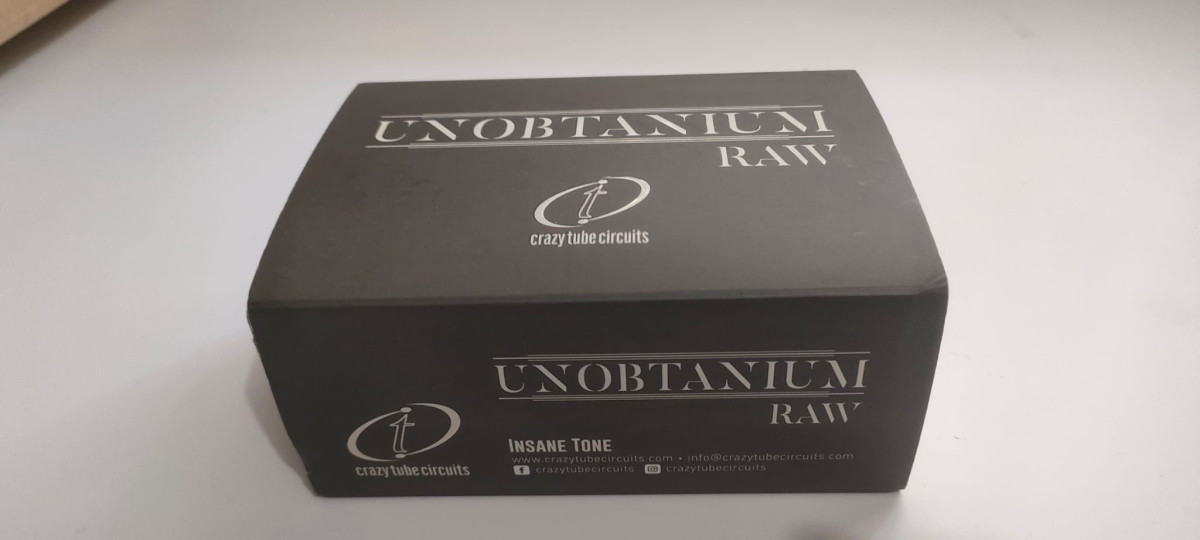 UNOBTANIUM
RAW
crazy tube circuits
UNOBTANIUM
RAW
crazy tube circuits
INSANE TONE
www.crazytubecircuits.com • info@crazytubecircuits.com
crazytubecircuits crazytubecircuits